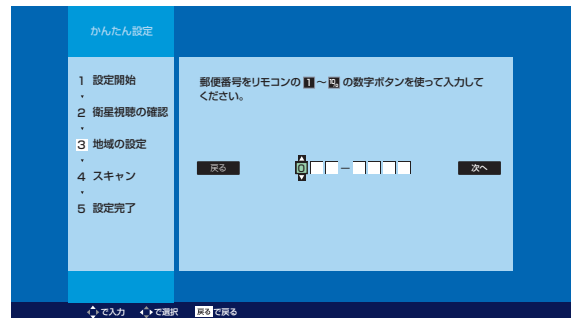 かんたん設定
1 設定開始
・
2 衛星視聴の確認
・
3 地域の設定
・
4 スキャン
・
5 設定完了
郵便番号をリモコンの 1 ~ 10 の数字ボタンを使って入力して
ください。
戻る 0 - 次へ
で入力 で選択 戻る で戻る